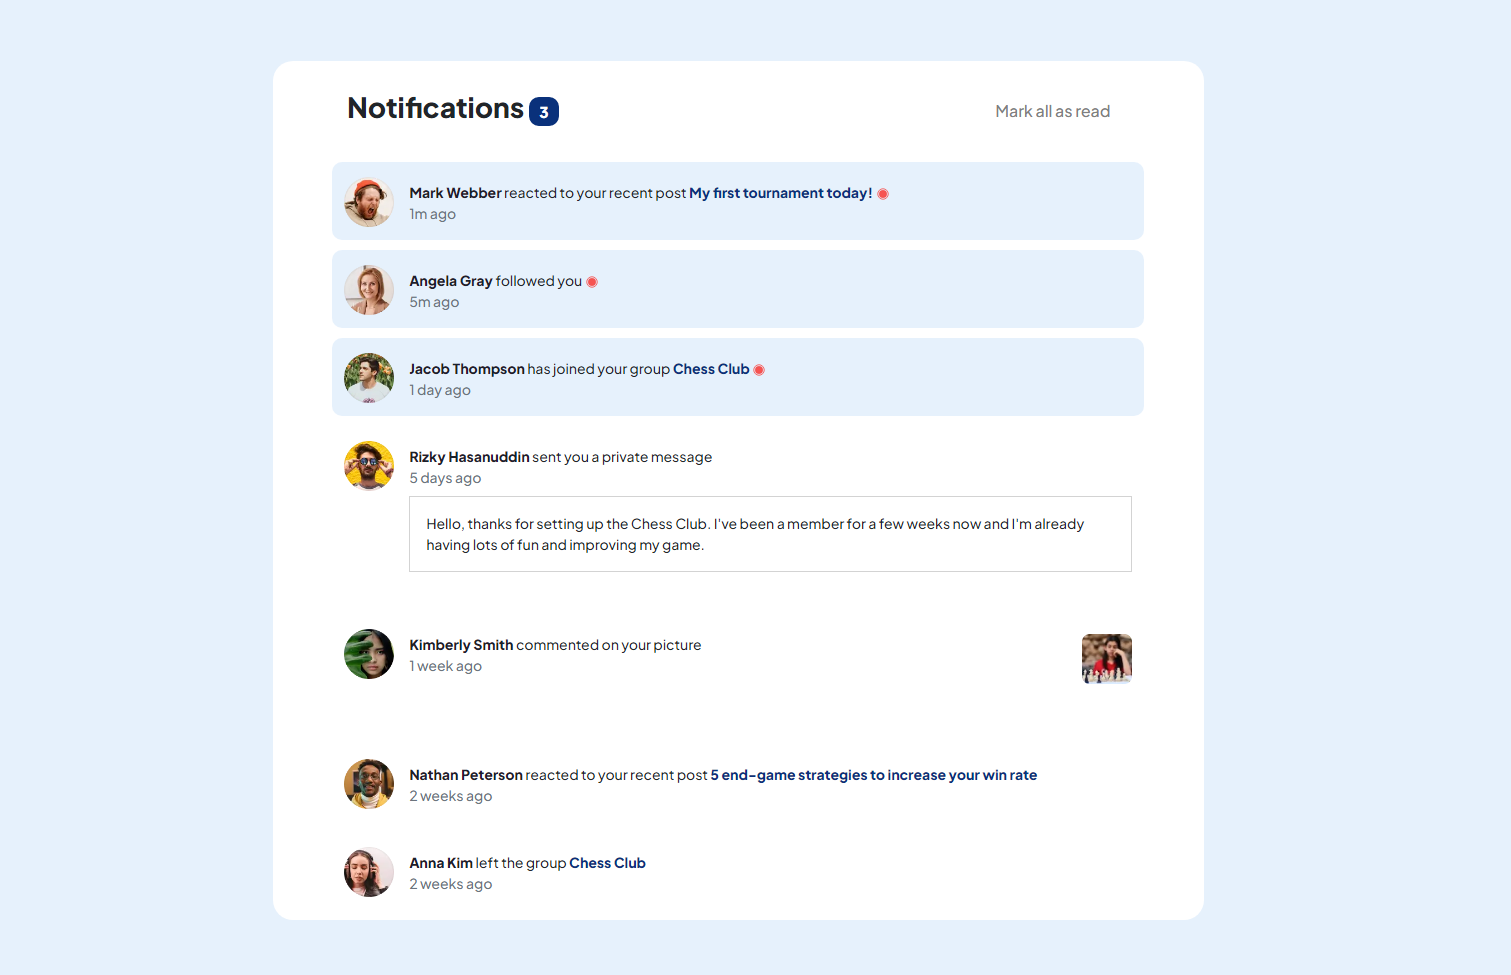 Notifications 3
Mark all as read
Mark Webber reacted to your recent post My first tournament today!
1m ago
Angela Gray followed you
5m ago
Jacob Thompson has joined your group Chess Club
1 day ago
Rizky Hasanuddin sent you a private message
5 days ago
Hello, thanks for setting up the Chess Club. I've been a member for a few weeks now and I'm already
having lots of fun and improving my game.
Kimberly Smith commented on your picture
1 week ago
Nathan Peterson reacted to your recent post 5 end-game strategies to increase your win rate
2 weeks ago
Anna Kim left the group Chess Club
2 weeks ago